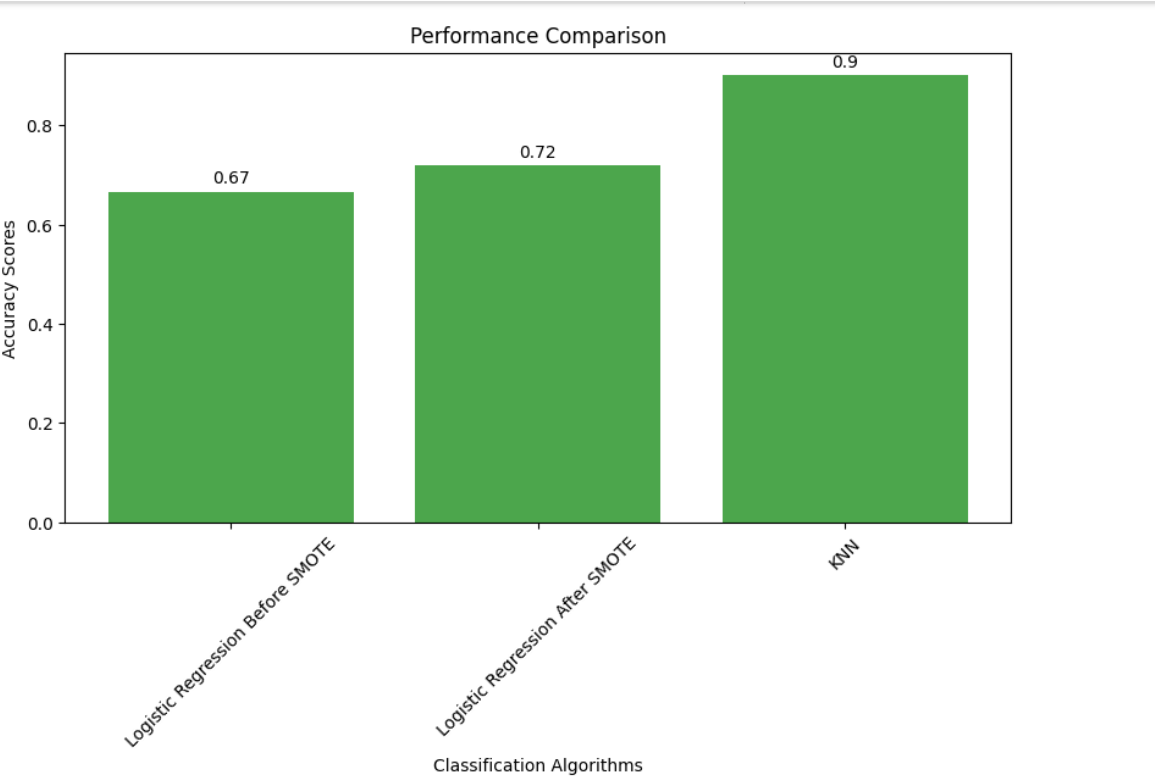 Performance Comparison
0.9
0.8
0.72
0.67
0.6
Accuracy Scores
0.4
0.2
0.0
Logistic Regression Before SMOTE
Logistic Regression After SMOTE
KNN
Classification Algorithms